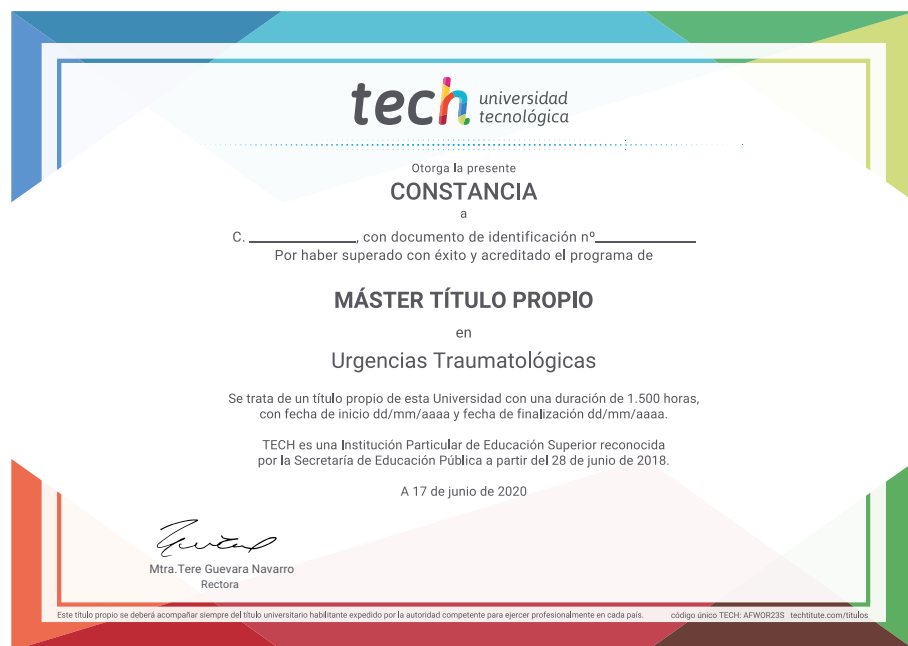 tech universidad
tecnológica
Otorga la presente
CONSTANCIA
a
C. ______________, con documento de identificación nº______________
Por haber superado con éxito y acreditado el programa de
MÁSTER TÍTULO PROPIO
en
Urgencias Traumatológicas
Se trata de un título propio de esta Universidad con una duración de 1.500 horas,
con fecha de inicio dd/mm/aaaa y fecha de finalización dd/mm/aaaa.
TECH es una Institución Particular de Educación Superior reconocida
por la Secretaría de Educación Pública a partir del 28 de junio de 2018.
A 17 de junio de 2020
Mtra.Tere Guevara Navarro
Rectora
Este título propio se deberá acompañar siempre del título universitario habilitante expedido por la autoridad competente para ejercer profesionalmente en cada país. código único TECH: AFWOR23S techtitute.com/titulos